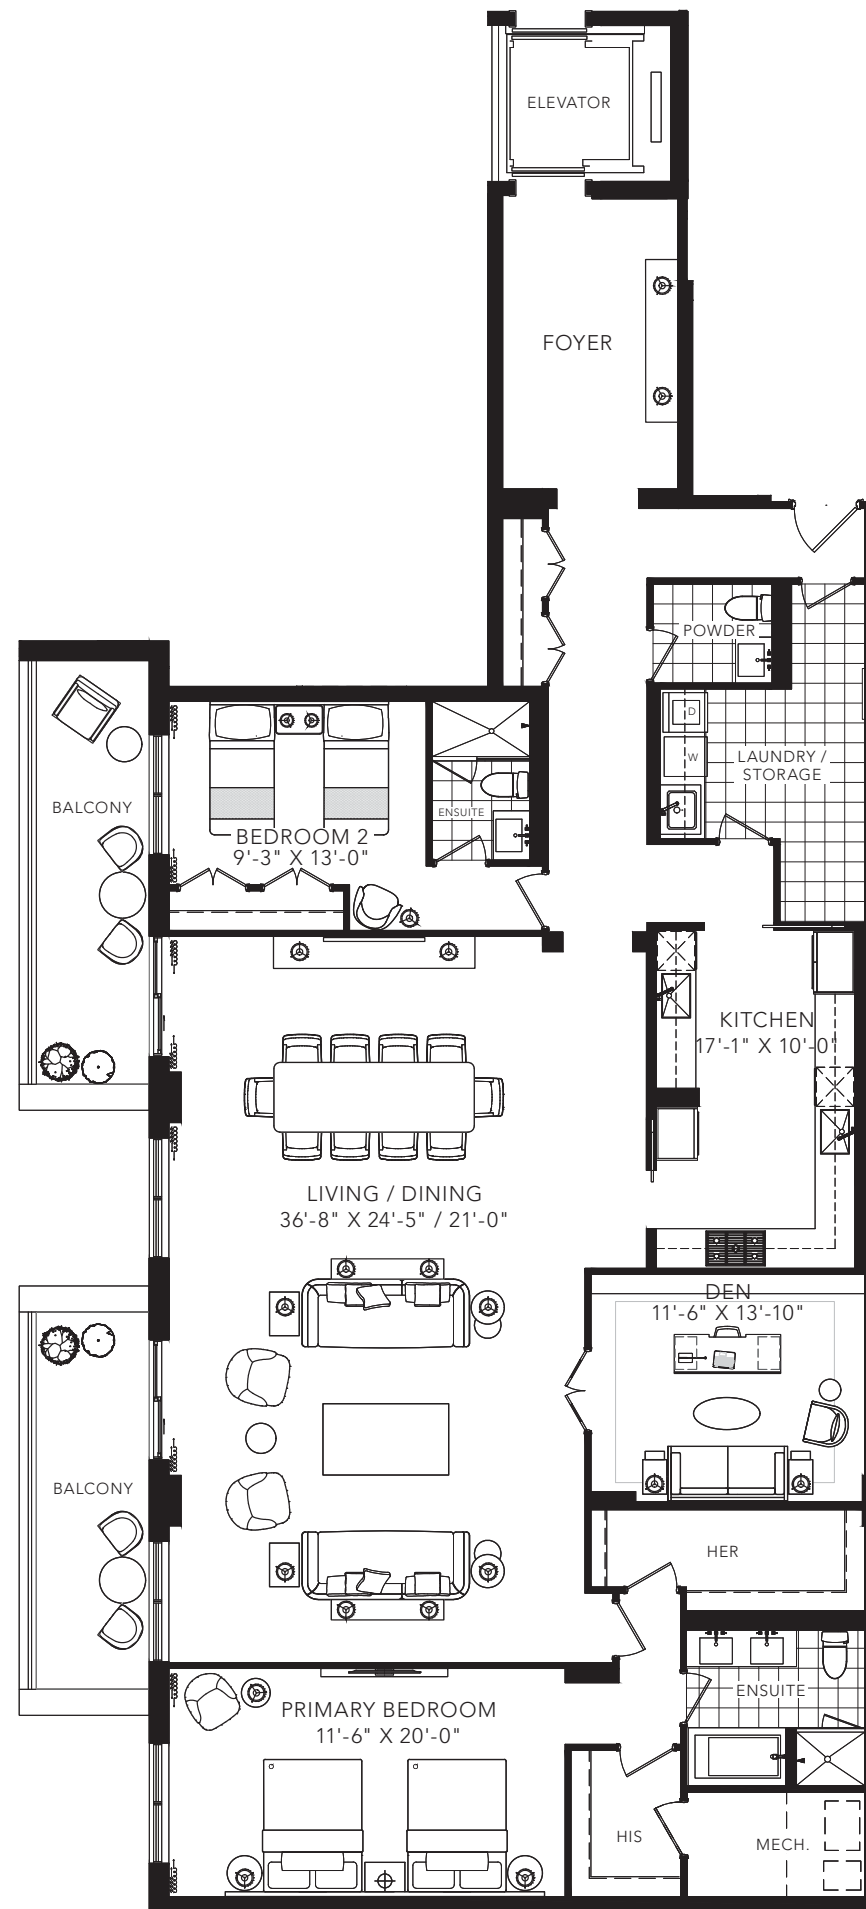 ELEVATOR
FOYER
POWDER
D
W
LAUNDRY /
STORAGE
BALCONY
ENSUITE
BEDROOM 2
9'-3" X 13'-0"
KITCHEN
17'-1" X 10'-0"
LIVING / DINING
36'-8" X 24'-5" / 21'-0"
DEN
11'-6" X 13'-10"
BALCONY
HER
ENSUITE
PRIMARY BEDROOM
11'-6" X 20'-0"
HIS
MECH.